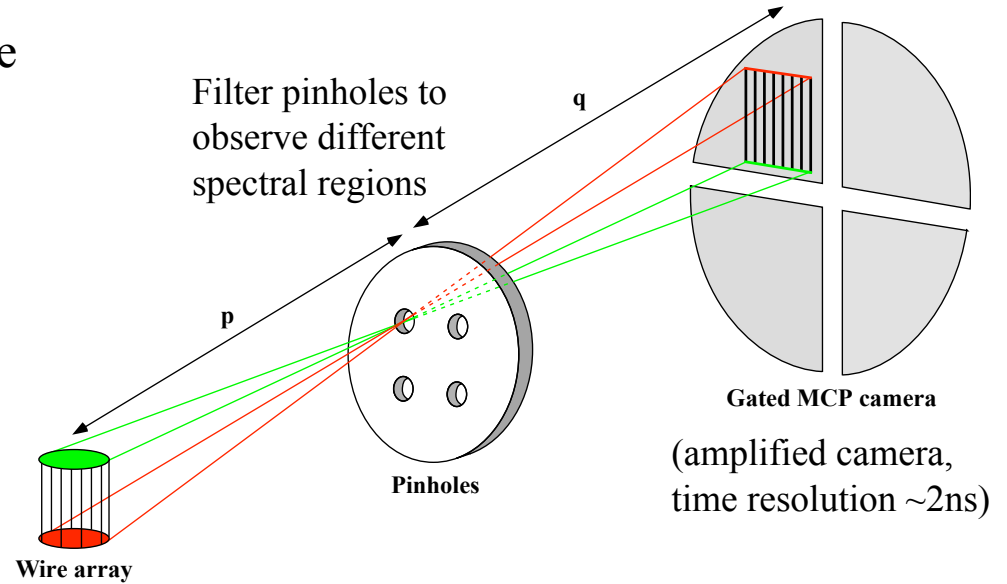 e
Filter pinholes to
observe different
spectral regions
q
p
Pinholes
Gated MCP camera
(amplified camera,
time resolution ~2ns)
Wire array